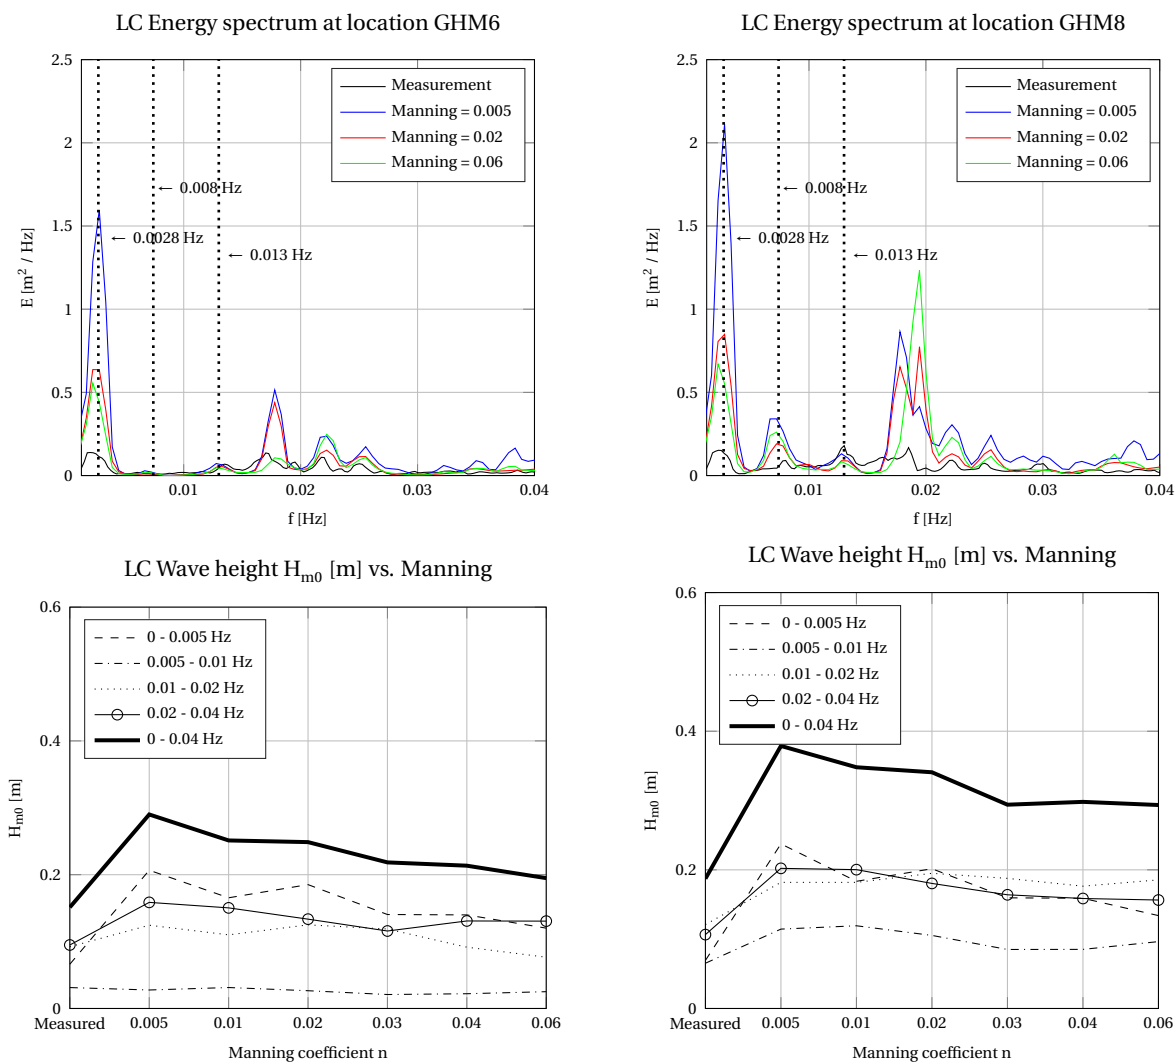 LC Energy spectrum at location GHM6
2.5
2
1.5
1
0.5
0
E [m² / Hz]
Measurement
Manning = 0.005
Manning = 0.02
Manning = 0.06
← 0.008 Hz
← 0.0028 Hz
← 0.013 Hz
0.01
0.02
0.03
0.04
f [Hz]
LC Energy spectrum at location GHM8
2.5
2
1.5
1
0.5
0
E [m² / Hz]
Measurement
Manning = 0.005
Manning = 0.02
Manning = 0.06
← 0.008 Hz
← 0.0028 Hz
← 0.013 Hz
0.01
0.02
0.03
0.04
f [Hz]
LC Wave height Hm0 [m] vs. Manning
0.6
0.4
0.2
0
Hm0 [m]
0 - 0.005 Hz
0.005 - 0.01 Hz
0.01 - 0.02 Hz
0.02 - 0.04 Hz
0 - 0.04 Hz
Measured
0.005
0.01
0.02
0.03
0.04
0.06
Manning coefficient n
LC Wave height Hm0 [m] vs. Manning
0.6
0.4
0.2
0
Hm0 [m]
0 - 0.005 Hz
0.005 - 0.01 Hz
0.01 - 0.02 Hz
0.02 - 0.04 Hz
0 - 0.04 Hz
Measured
0.005
0.01
0.02
0.03
0.04
0.06
Manning coefficient n